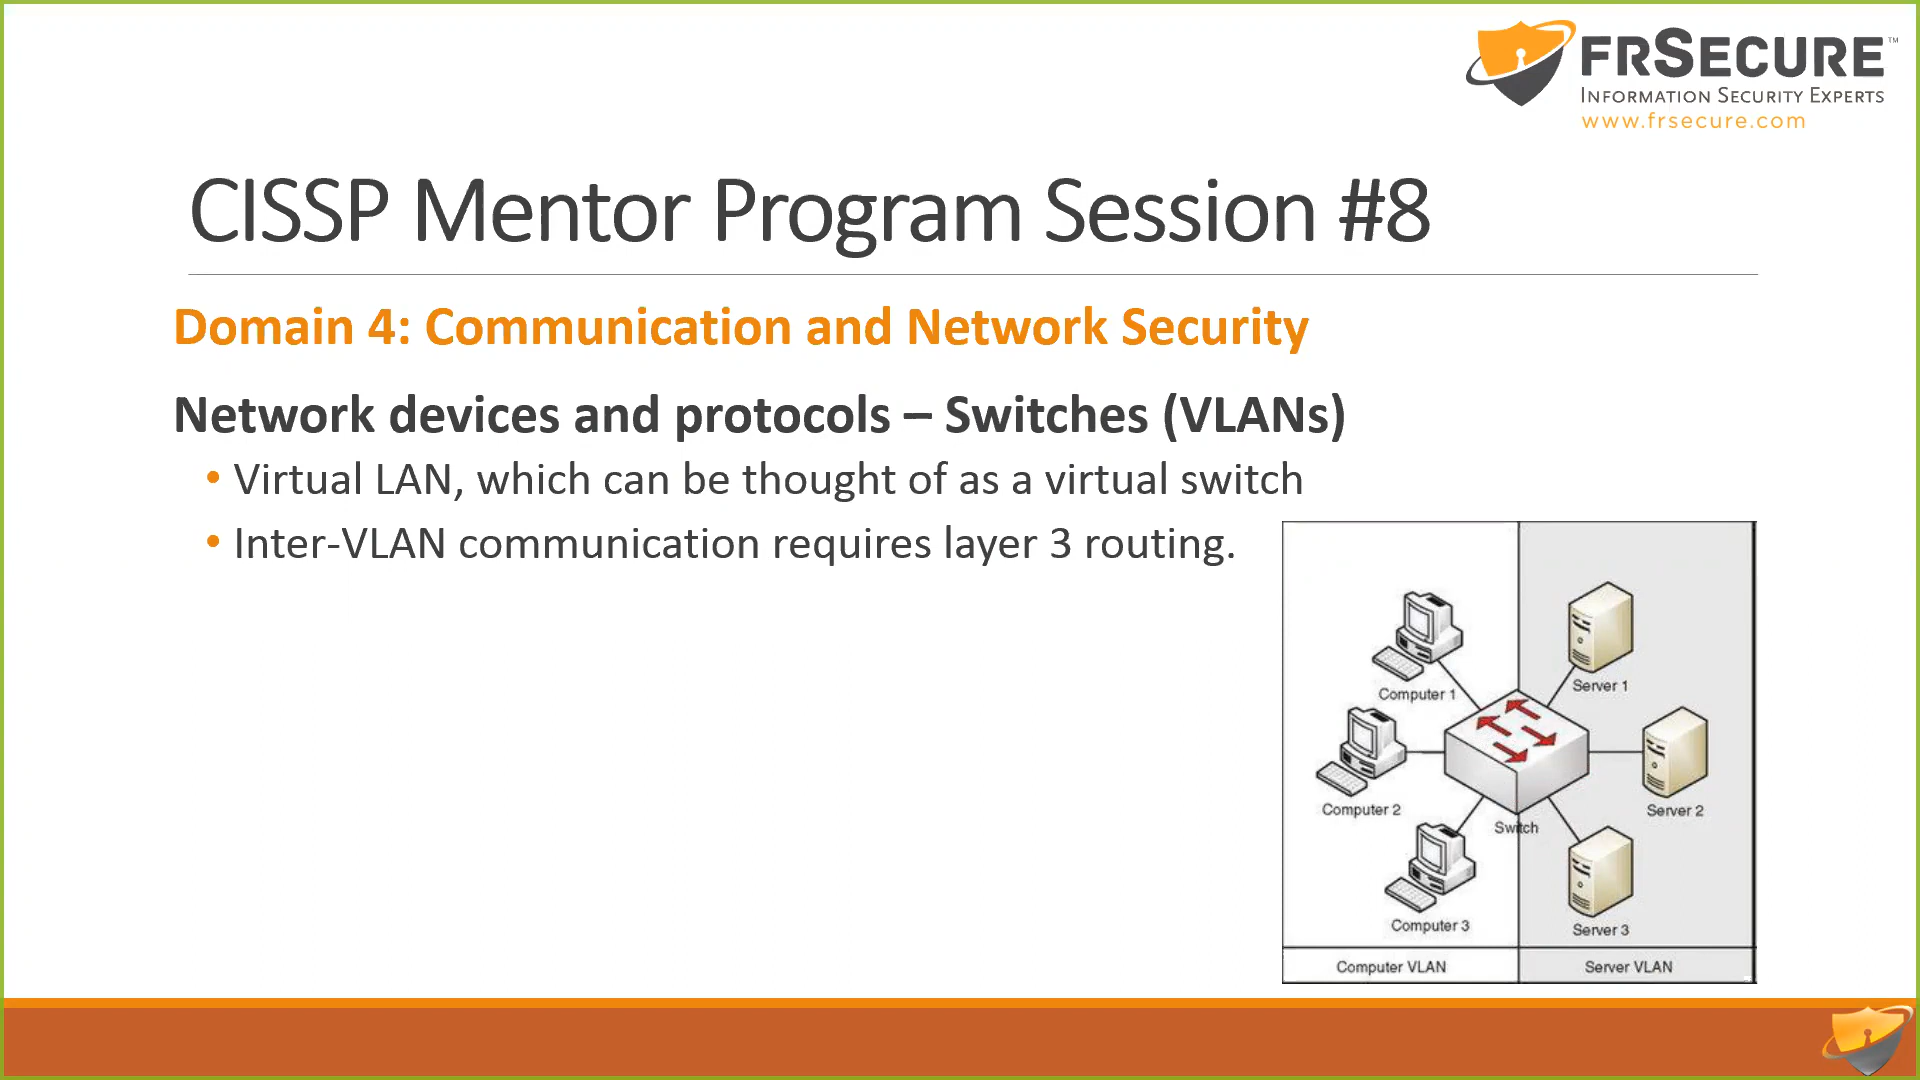 FRSECURE™
INFORMATION SECURITY EXPERTS
www.frsecure.com
CISSP Mentor Program Session #8
Domain 4: Communication and Network Security
Network devices and protocols – Switches (VLANs)
• Virtual LAN, which can be thought of as a virtual switch
• Inter-VLAN communication requires layer 3 routing.
Computer 1
Server 1
Computer 2
Server 2
Switch
Computer 3
Server 3
Computer VLAN
Server VLAN